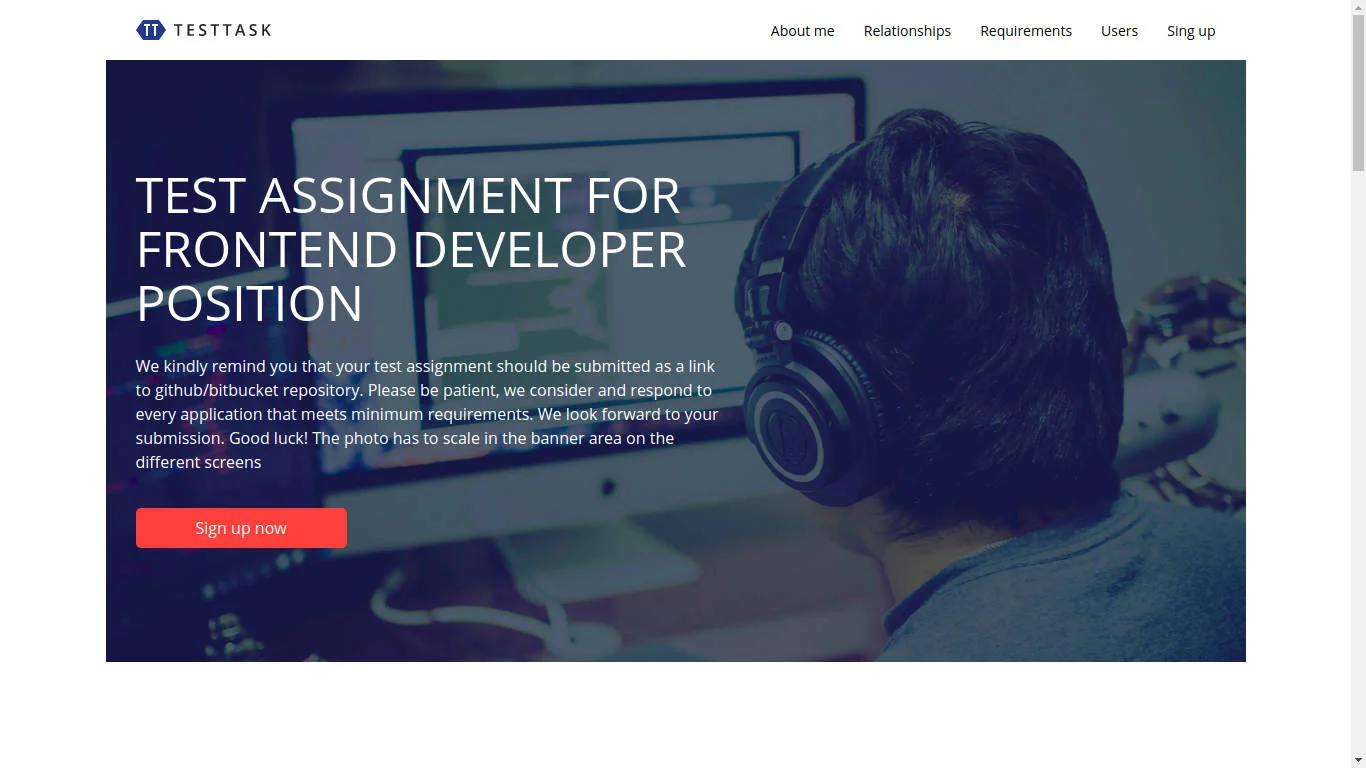 TT TESTTASK
About me Relationships Requirements Users Sing up
TEST ASSIGNMENT FOR
FRONTEND DEVELOPER
POSITION
We kindly remind you that your test assignment should be submitted as a link
to github/bitbucket repository. Please be patient, we consider and respond to
every application that meets minimum requirements. We look forward to your
submission. Good luck! The photo has to scale in the banner area on the
different screens
Sign up now